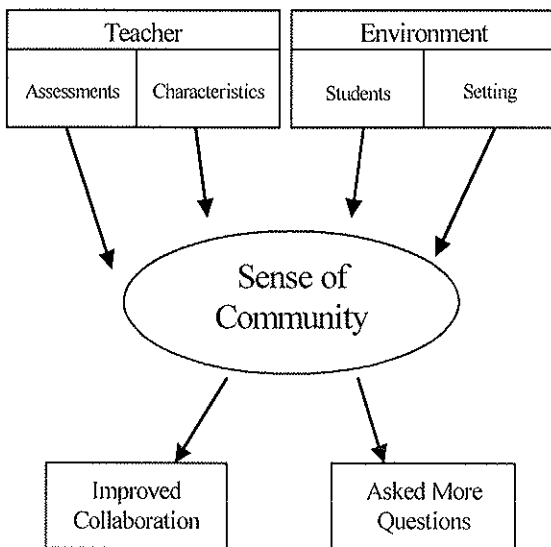 Teacher
Environment
Assessments
Characteristics
Students
Setting
Sense of
Community
Improved
Collaboration
Asked More
Questions